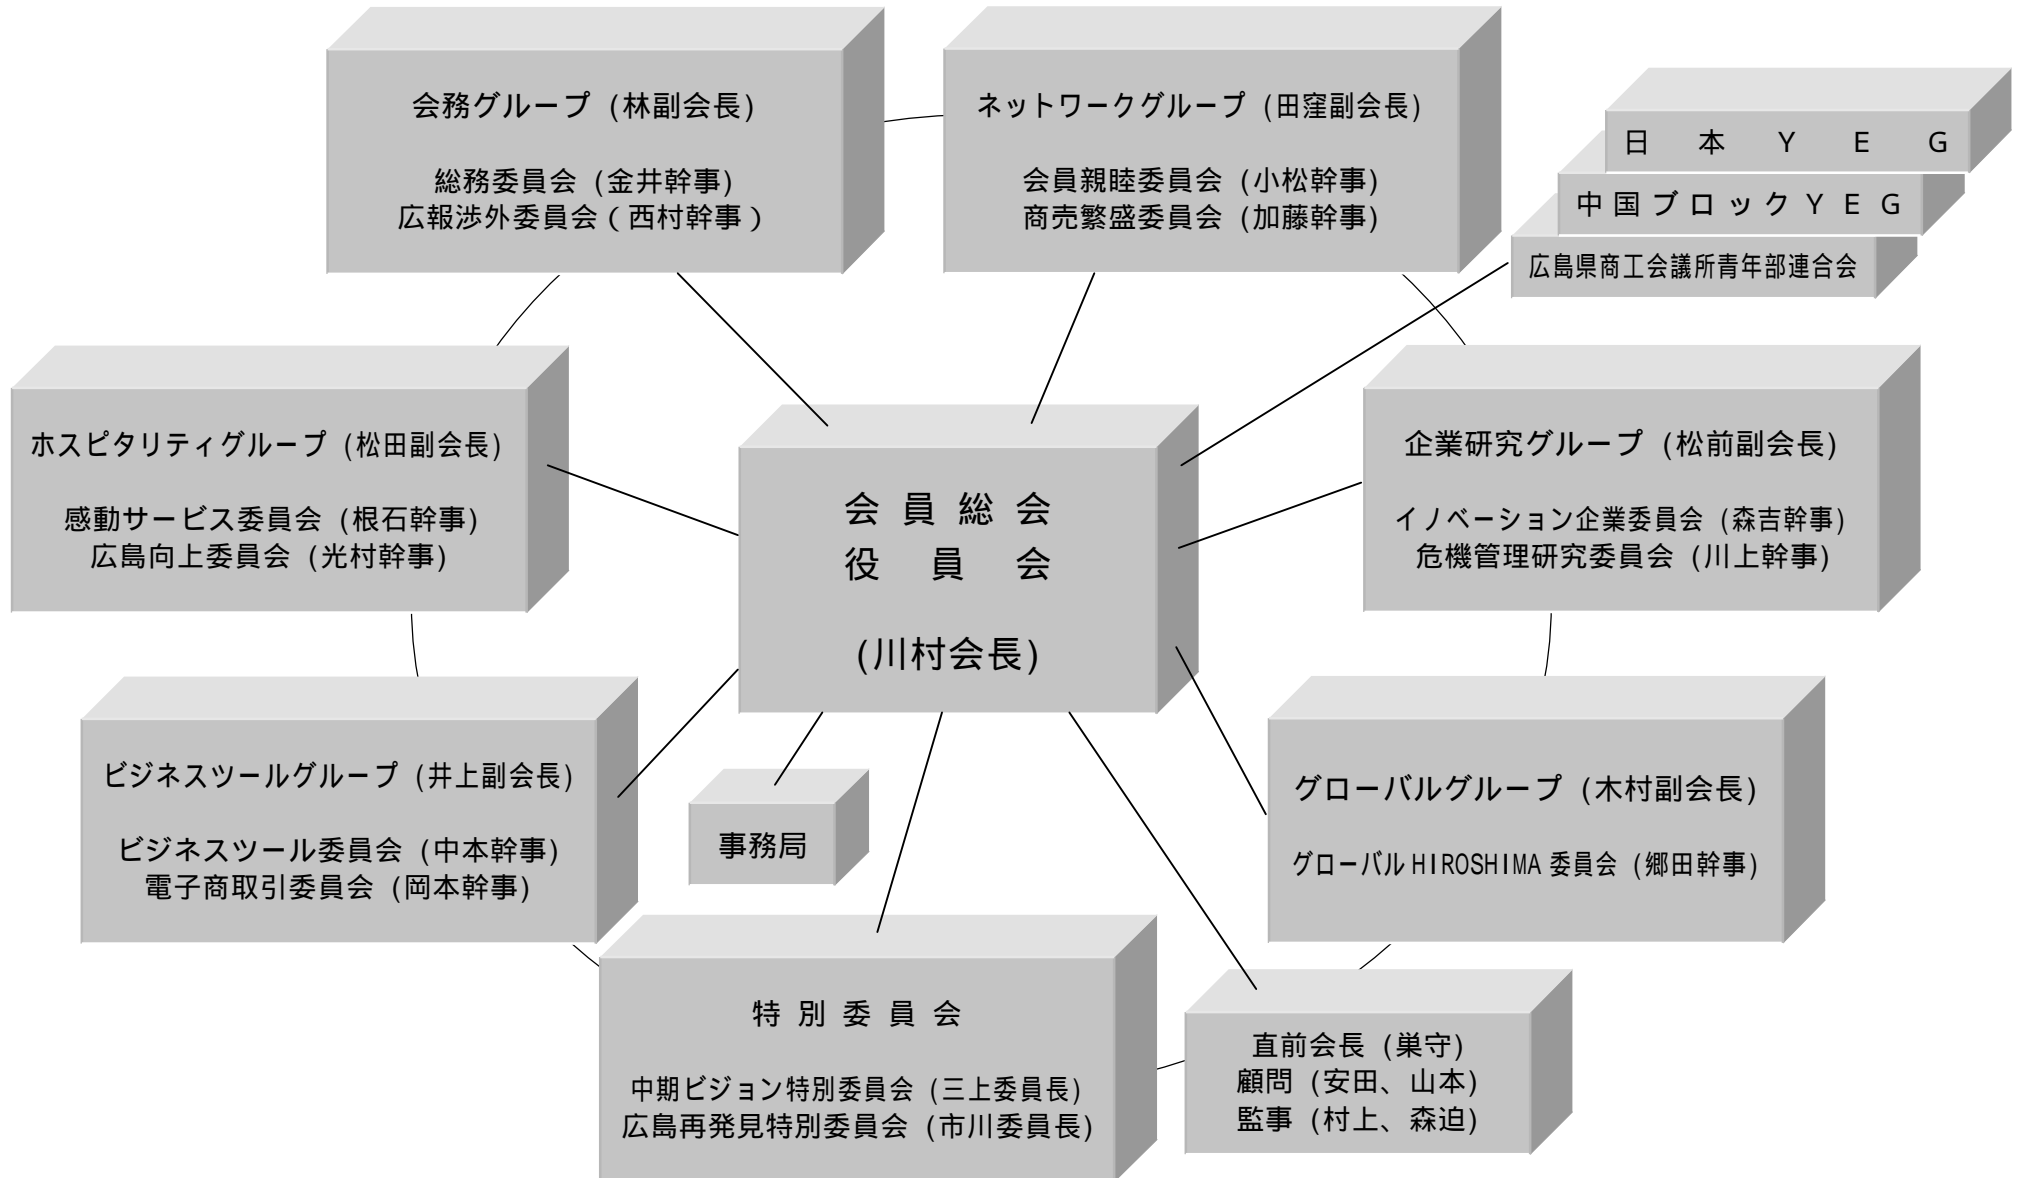 会務グループ (林副会長)
総務委員会 (金井幹事)
広報渉外委員会 (西村幹事)
ネットワークグループ (田窪副会長)
会員親睦委員会 (小松幹事)
商売繁盛委員会 (加藤幹事)
日 本 Y E G
中国ブロックYEG
広島県商工会議所青年部連合会
ホスピタリティグループ (松田副会長)
感動サービス委員会 (根石幹事)
広島向上委員会 (光村幹事)
会 員 総 会
役 員 会
(川村会長)
企業研究グループ (松前副会長)
イノベーション企業委員会 (森吉幹事)
危機管理研究委員会 (川上幹事)
ビジネスツールグループ (井上副会長)
ビジネスツール委員会 (中本幹事)
電子商取引委員会 (岡本幹事)
事務局
グローバルグループ (木村副会長)
グローバル HIROSHIMA 委員会 (郷田幹事)
特 別 委 員 会
中期ビジョン特別委員会 (三上委員長)
広島再発見特別委員会 (市川委員長)
直前会長 (巣守)
顧問 (安田、山本)
監事 (村上、森迫)